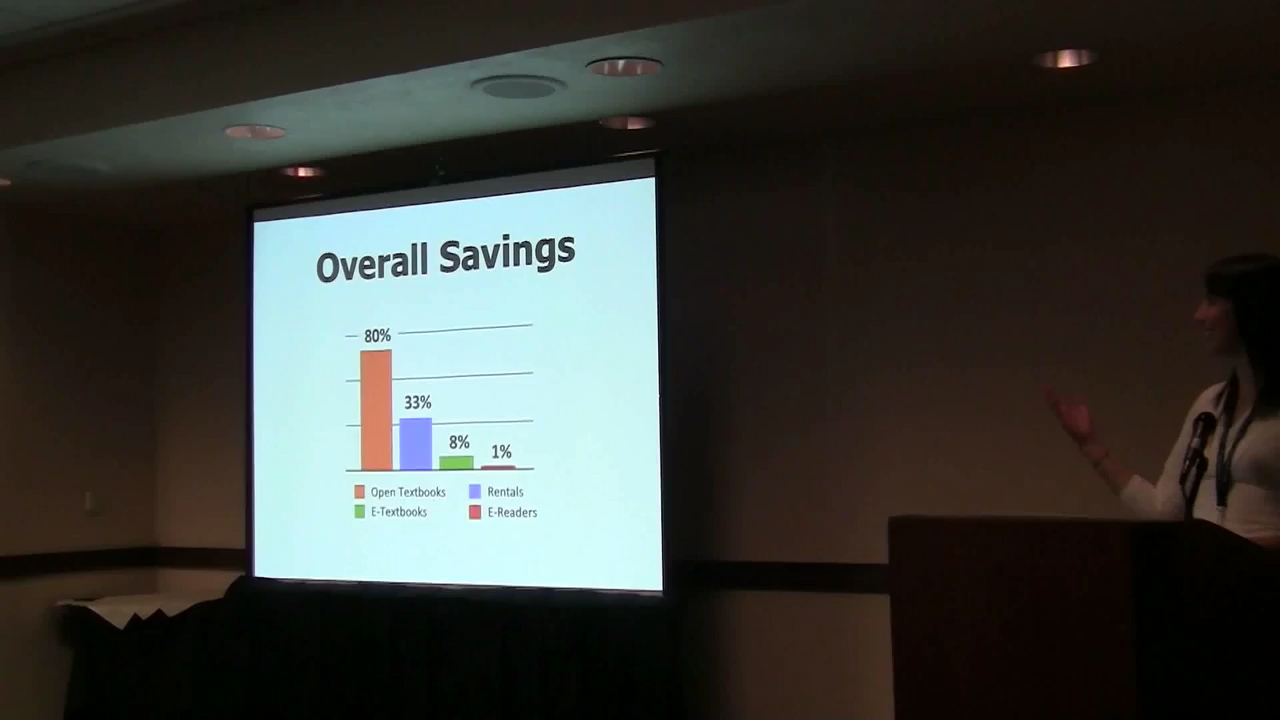 Overall Savings
80%
33%
8%
1%
Open Textbooks
Rentals
E-Textbooks
E-Readers